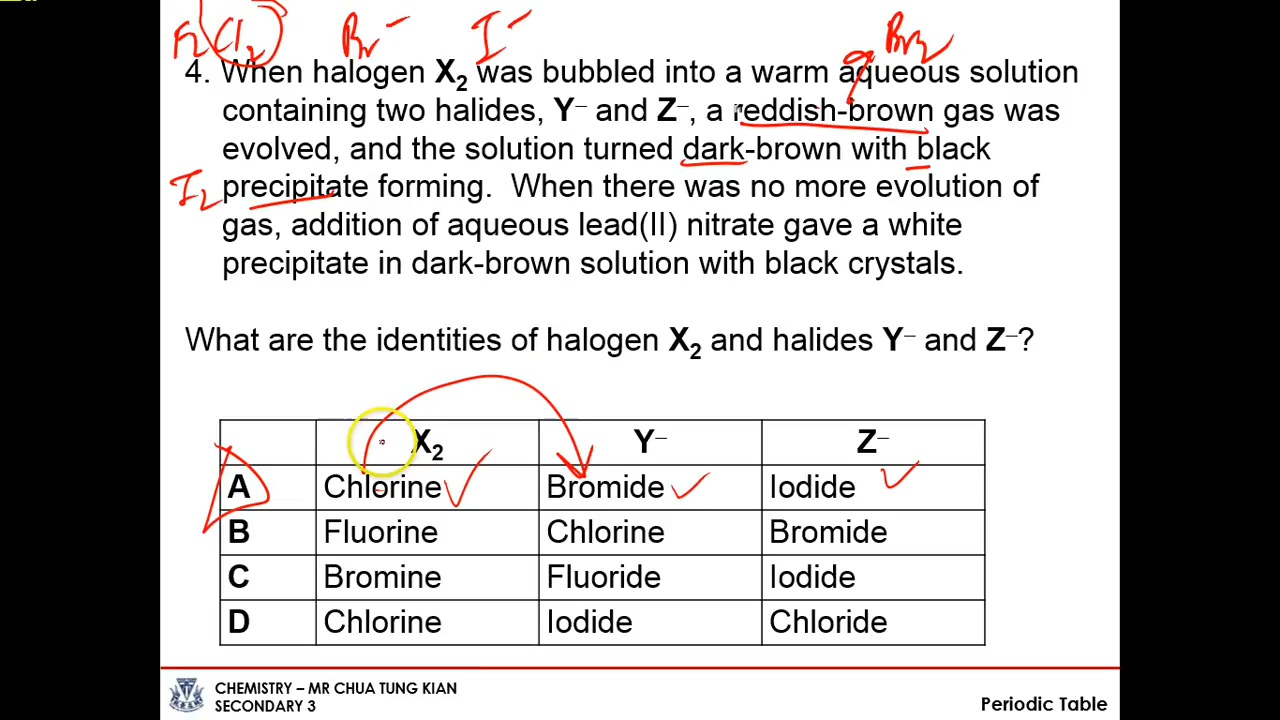 F2 Cl2 Br⁻ I⁻ Br2
4. When halogen X₂ was bubbled into a warm aqueous solution
g
containing two halides, Y⁻ and Z⁻, a reddish-brown gas was
evolved, and the solution turned dark-brown with black
I2 precipitate forming. When there was no more evolution of
gas, addition of aqueous lead(II) nitrate gave a white
precipitate in dark-brown solution with black crystals.
What are the identities of halogen X₂ and halides Y⁻ and Z⁻?
X₂ Y⁻ Z⁻
A Chlorine Bromide Iodide
B Fluorine Chlorine Bromide
C Bromine Fluoride Iodide
D Chlorine Iodide Chloride
CHEMISTRY – MR CHUA TUNG KIAN
SECONDARY 3
Periodic Table